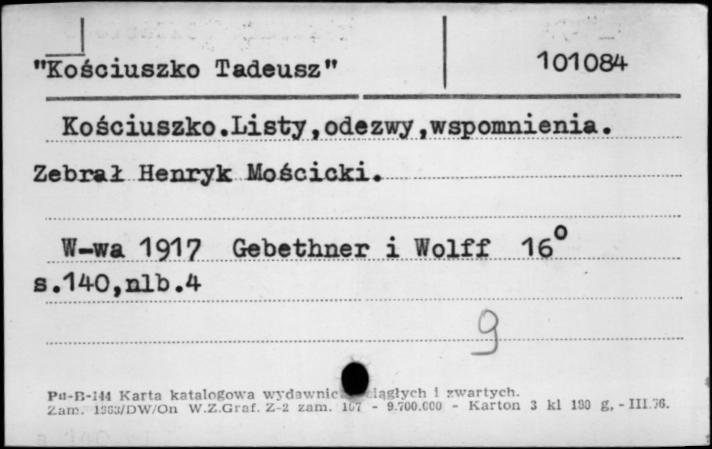 "Kościuszko Tadeusz" 101084
Kościuszko.Listy,odezwy,wspomnienia.
Zebrał Henryk Mościcki.
W-wa 1917 Gebethner i Wolff 16°
s.140,nlb.4
9
Pu-B-144 Karta katalogowa wydawnic ciągłych i zwartych.
Zam. /DW/On W.Z.Graf. Z-2 zam. 167 - 9.700.000 - Karton 3 kl 190 g. - III.76.